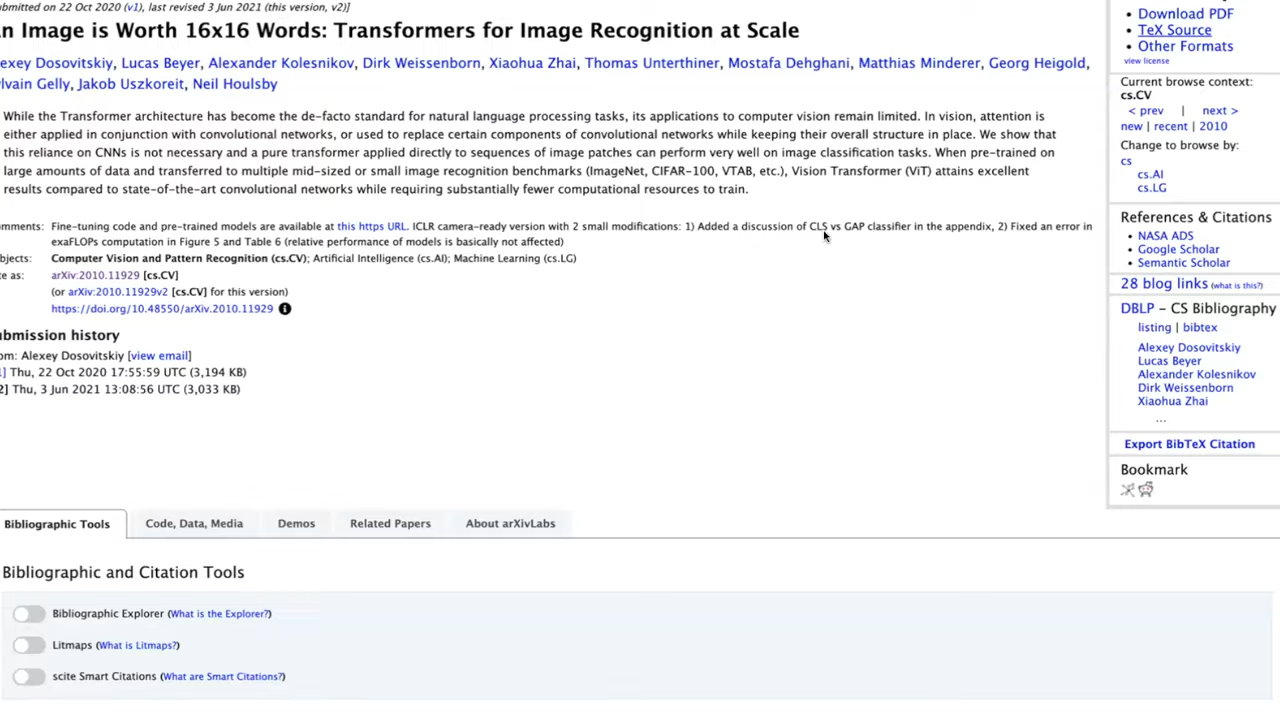 ubmitted on 22 Oct 2020 (v1), last revised 3 Jun 2021 (this version, v2)]
n Image is Worth 16x16 Words: Transformers for Image Recognition at Scale
exey Dosovitskiy, Lucas Beyer, Alexander Kolesnikov, Dirk Weissenborn, Xiaohua Zhai, Thomas Unterthiner, Mostafa Dehghani, Matthias Minderer, Georg Heigold,
lvain Gelly, Jakob Uszkoreit, Neil Houlsby
While the Transformer architecture has become the de-facto standard for natural language processing tasks, its applications to computer vision remain limited. In vision, attention is
either applied in conjunction with convolutional networks, or used to replace certain components of convolutional networks while keeping their overall structure in place. We show that
this reliance on CNNs is not necessary and a pure transformer applied directly to sequences of image patches can perform very well on image classification tasks. When pre-trained on
large amounts of data and transferred to multiple mid-sized or small image recognition benchmarks (ImageNet, CIFAR-100, VTAB, etc.), Vision Transformer (ViT) attains excellent
results compared to state-of-the-art convolutional networks while requiring substantially fewer computational resources to train.
mments: Fine-tuning code and pre-trained models are available at this https URL. ICLR camera-ready version with 2 small modifications: 1) Added a discussion of CLS vs GAP classifier in the appendix, 2) Fixed an error in
exaFLOPs computation in Figure 5 and Table 6 (relative performance of models is basically not affected)
bjects: Computer Vision and Pattern Recognition (cs.CV); Artificial Intelligence (cs.AI); Machine Learning (cs.LG)
te as: arXiv:2010.11929 [cs.CV]
(or arXiv:2010.11929v2 [cs.CV] for this version)
https://doi.org/10.48550/arXiv.2010.11929
ubmission history
om: Alexey Dosovitskiy [view email]
] Thu, 22 Oct 2020 17:55:59 UTC (3,194 KB)
2] Thu, 3 Jun 2021 13:08:56 UTC (3,033 KB)
Download PDF
TeX Source
Other Formats
view license
Current browse context:
cs.CV
< prev | next >
new | recent | 2010
Change to browse by:
cs
cs.AI
cs.LG
References & Citations
NASA ADS
Google Scholar
Semantic Scholar
28 blog links (what is this?)
DBLP – CS Bibliography
listing | bibtex
Alexey Dosovitskiy
Lucas Beyer
Alexander Kolesnikov
Dirk Weissenborn
Xiaohua Zhai
...
Export BibTeX Citation
Bookmark
Bibliographic Tools
Code, Data, Media
Demos
Related Papers
About arXivLabs
Bibliographic and Citation Tools
Bibliographic Explorer (What is the Explorer?)
Litmaps (What is Litmaps?)
scite Smart Citations (What are Smart Citations?)